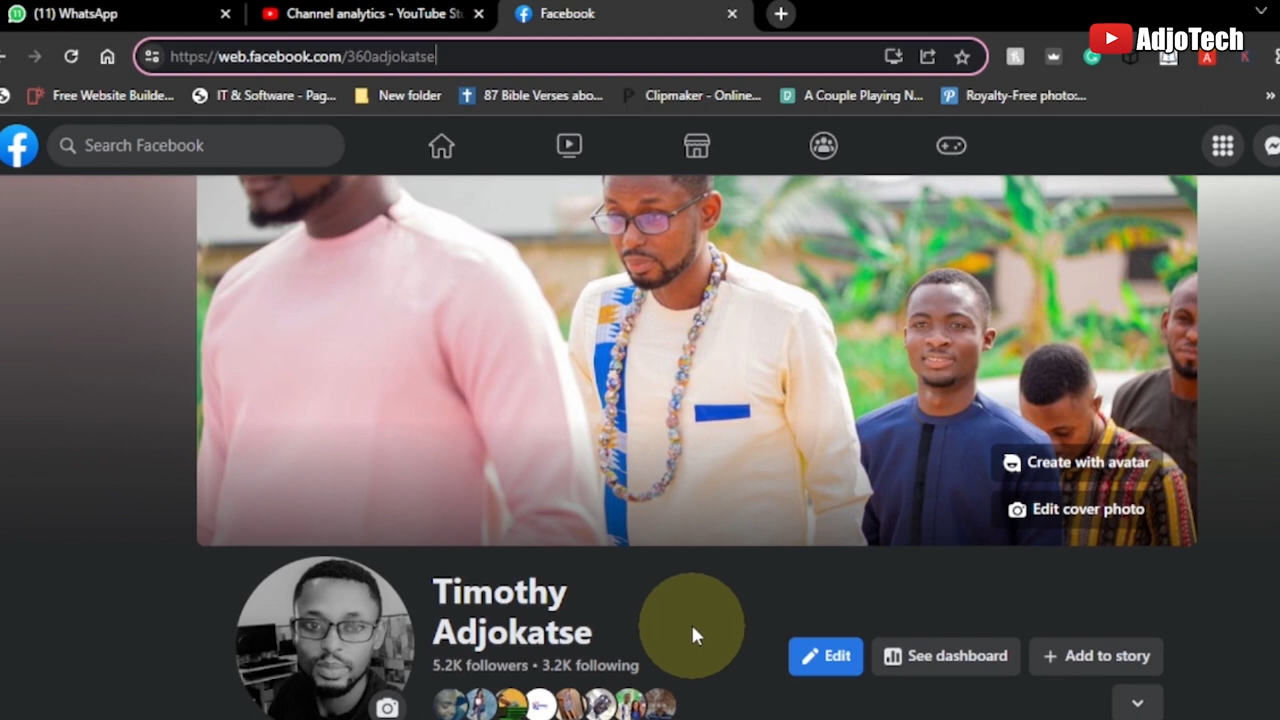 (11) WhatsApp
Channel analytics - YouTube St
Facebook
AdjoTech
https://web.facebook.com/360adjokatse
Free Website Builde...
IT & Software - Pag...
New folder
87 Bible Verses abo...
Clipmaker - Online...
A Couple Playing N...
Royalty-Free photo:...
»
Search Facebook
Create with avatar
Edit cover photo
Timothy
Adjokatse
5.2K followers • 3.2K following
Edit
See dashboard
+ Add to story